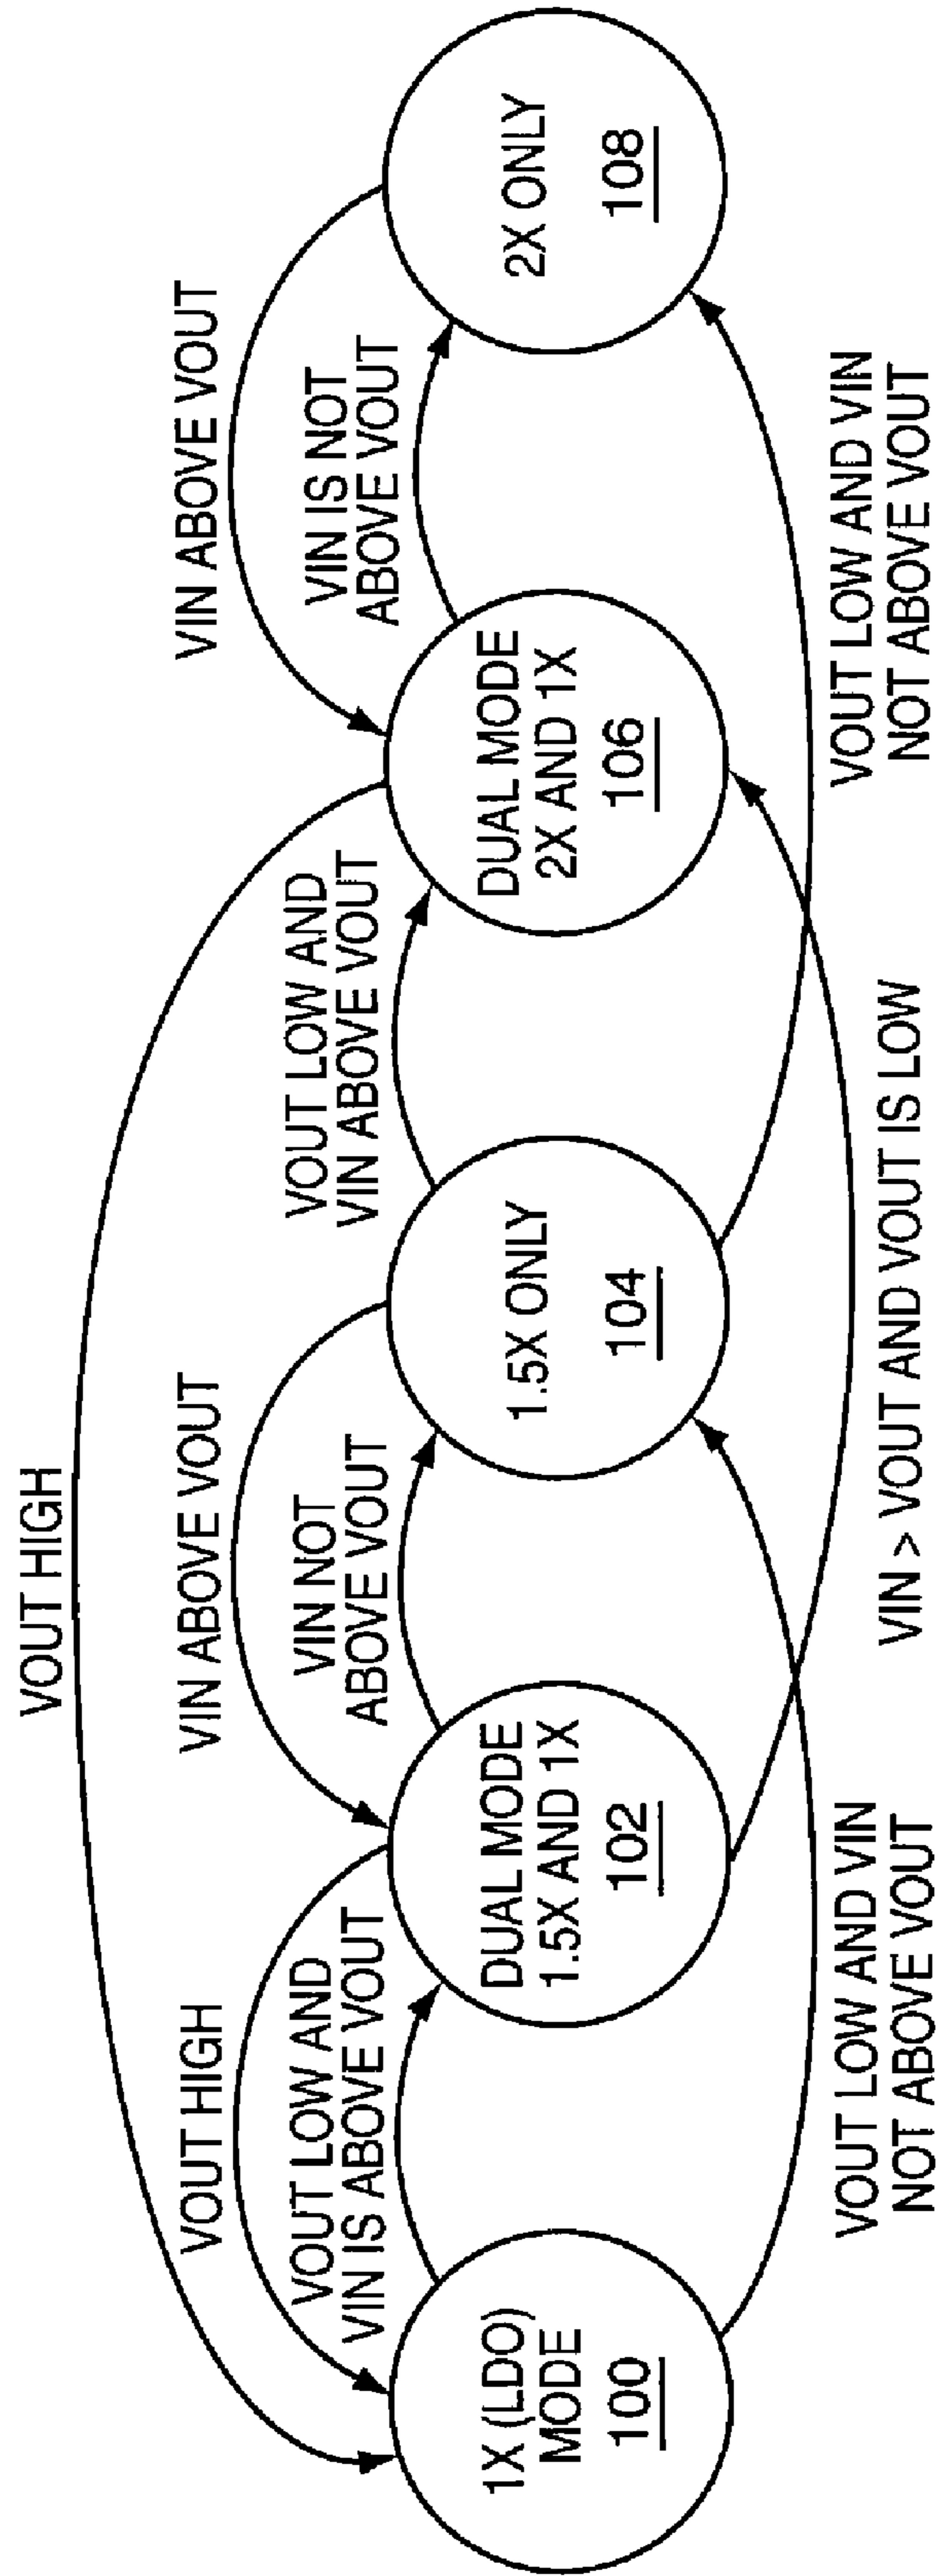 VOUT HIGH
VOUT HIGH
VIN ABOVE VOUT
VIN ABOVE VOUT
VOUT LOW AND
VIN IS ABOVE VOUT
VIN NOT
ABOVE VOUT
VOUT LOW AND
VIN ABOVE VOUT
VIN IS NOT
ABOVE VOUT
1X (LDO)
MODE
100
DUAL MODE
1.5X AND 1X
102
1.5X ONLY
104
DUAL MODE
2X AND 1X
106
2X ONLY
108
VOUT LOW AND VIN
NOT ABOVE VOUT
VIN > VOUT AND VOUT IS LOW
VOUT LOW AND VIN
NOT ABOVE VOUT